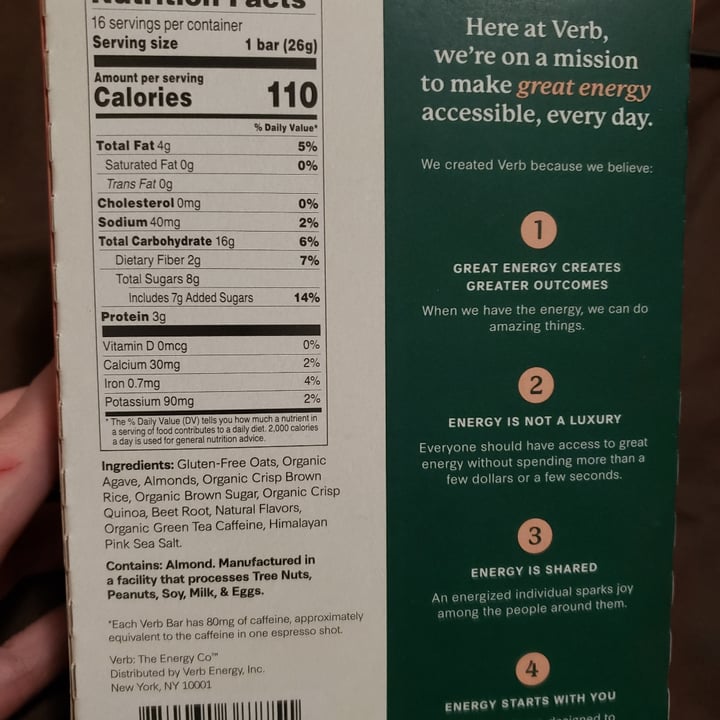 Nutrition Facts
16 servings per container
Serving size 1 bar (26g)
Amount per serving
Calories 110
% Daily Value*
Total Fat 4g 5%
Saturated Fat 0g 0%
Trans Fat 0g
Cholesterol 0mg 0%
Sodium 40mg 2%
Total Carbohydrate 16g 6%
Dietary Fiber 2g 7%
Total Sugars 8g
Includes 7g Added Sugars 14%
Protein 3g
Vitamin D 0mcg 0%
Calcium 30mg 2%
Iron 0.7mg 4%
Potassium 90mg 2%
* The % Daily Value (DV) tells you how much a nutrient in
a serving of food contributes to a daily diet. 2,000 calories
a day is used for general nutrition advice.
Ingredients: Gluten-Free Oats, Organic
Agave, Almonds, Organic Crisp Brown
Rice, Organic Brown Sugar, Organic Crisp
Quinoa, Beet Root, Natural Flavors,
Organic Green Tea Caffeine, Himalayan
Pink Sea Salt.
Contains: Almond. Manufactured in
a facility that processes Tree Nuts,
Peanuts, Soy, Milk, & Eggs.
*Each Verb Bar has 80mg of caffeine, approximately
equivalent to the caffeine in one espresso shot.
Verb: The Energy Co™
Distributed by Verb Energy, Inc.
New York, NY 10001
Here at Verb,
we're on a mission
to make great energy
accessible, every day.
We created Verb because we believe:
1
GREAT ENERGY CREATES
GREATER OUTCOMES
When we have the energy, we can do
amazing things.
2
ENERGY IS NOT A LUXURY
Everyone should have access to great
energy without spending more than a
few dollars or a few seconds.
3
ENERGY IS SHARED
An energized individual sparks joy
among the people around them.
4
ENERGY STARTS WITH YOU
designed to